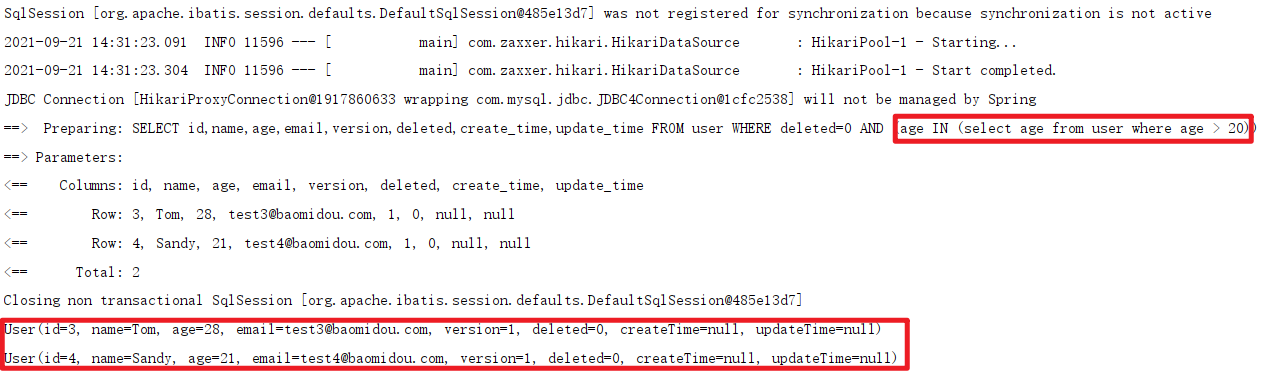 SqlSession [org.apache.ibatis.session.defaults.DefaultSqlSession@485e13d7] was not registered for synchronization because synchronization is not active
2021-09-21 14:31:23.091  INFO 11596 --- [           main] com.zaxxer.hikari.HikariDataSource       : HikariPool-1 - Starting...
2021-09-21 14:31:23.304  INFO 11596 --- [           main] com.zaxxer.hikari.HikariDataSource       : HikariPool-1 - Start completed.
JDBC Connection [HikariProxyConnection@1917860633 wrapping com.mysql.jdbc.JDBC4Connection@1cfc2538] will not be managed by Spring
==>  Preparing: SELECT id,name,age,email,version,deleted,create_time,update_time FROM user WHERE deleted=0 AND (age IN (select age from user where age > 20))
==> Parameters:
<==    Columns: id, name, age, email, version, deleted, create_time, update_time
<==        Row: 3, Tom, 28, test3@baomidou.com, 1, 0, null, null
<==        Row: 4, Sandy, 21, test4@baomidou.com, 1, 0, null, null
<==      Total: 2
Closing non transactional SqlSession [org.apache.ibatis.session.defaults.DefaultSqlSession@485e13d7]
User(id=3, name=Tom, age=28, email=test3@baomidou.com, version=1, deleted=0, createTime=null, updateTime=null)
User(id=4, name=Sandy, age=21, email=test4@baomidou.com, version=1, deleted=0, createTime=null, updateTime=null)